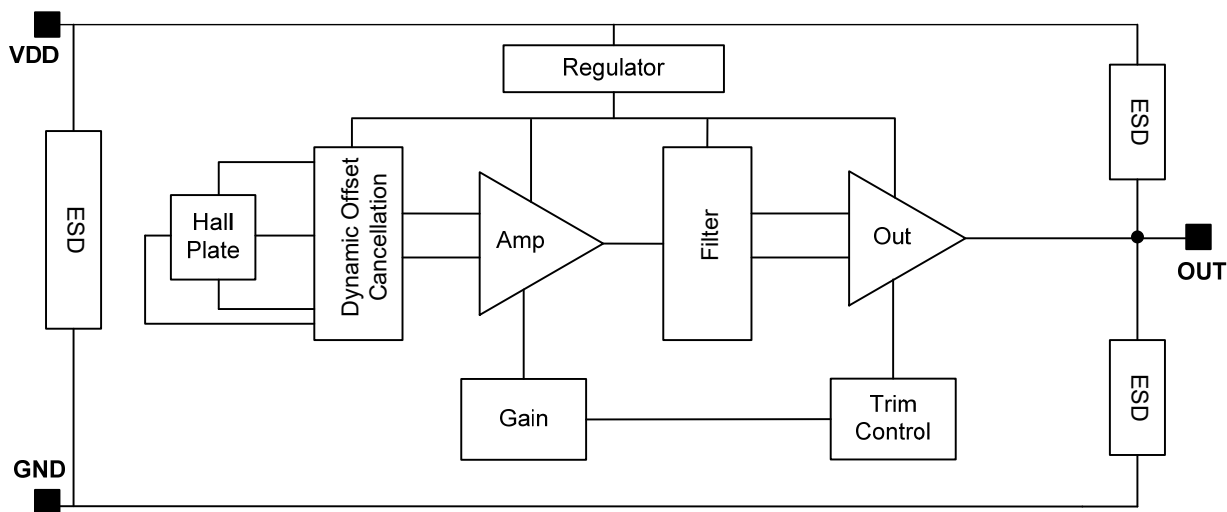 VDD
Regulator
ESD
ESD
Hall
Plate
Dynamic Offset
Cancellation
Amp
Filter
Out
OUT
ESD
Gain
Trim
Control
GND